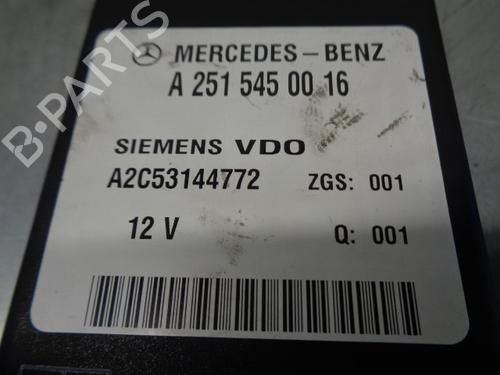 MERCEDES-BENZ
A 251 545 00 16
SIEMENS VDO
A2C53144772 ZGS: 001
12 V Q: 001
B-PARTS